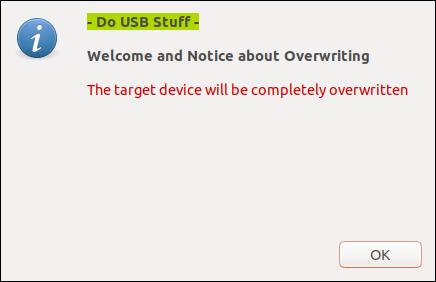 - Do USB Stuff -
Welcome and Notice about Overwriting
The target device will be completely overwritten
OK